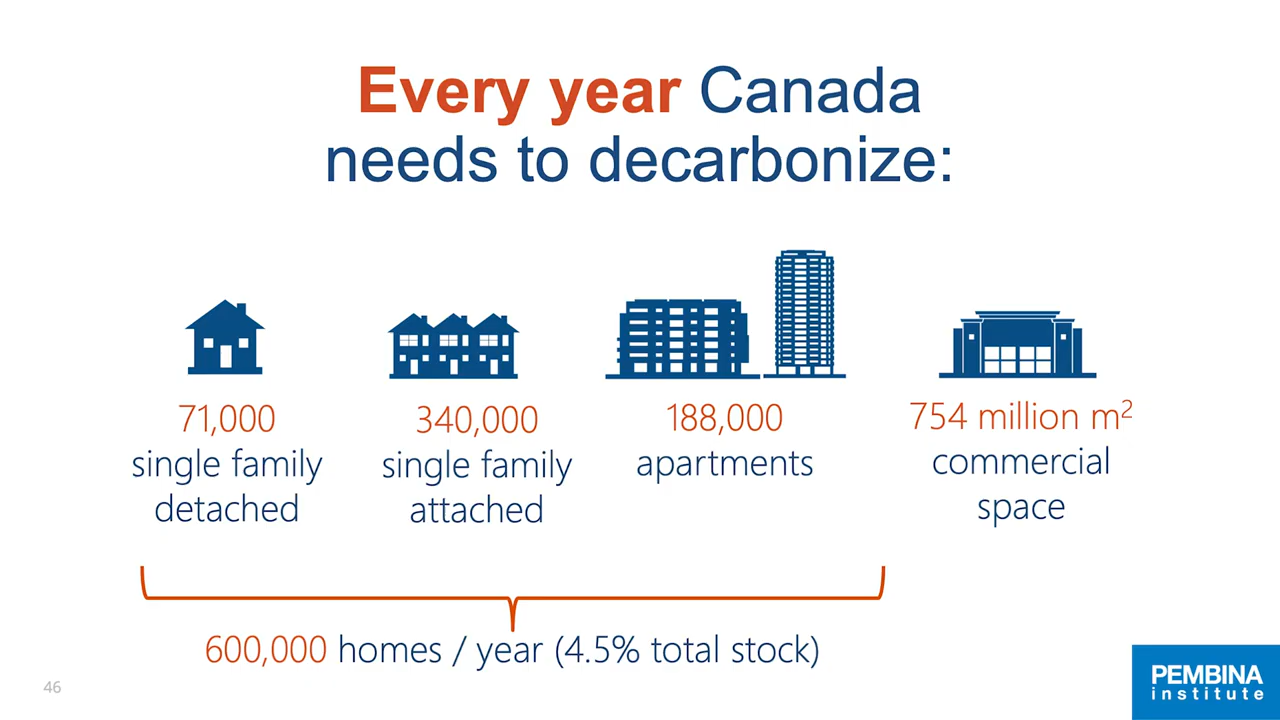 Every year Canada
needs to decarbonize:
71,000
single family
detached
340,000
single family
attached
188,000
apartments
754 million m²
commercial
space
600,000 homes / year (4.5% total stock)
46
PEMBINA
institute